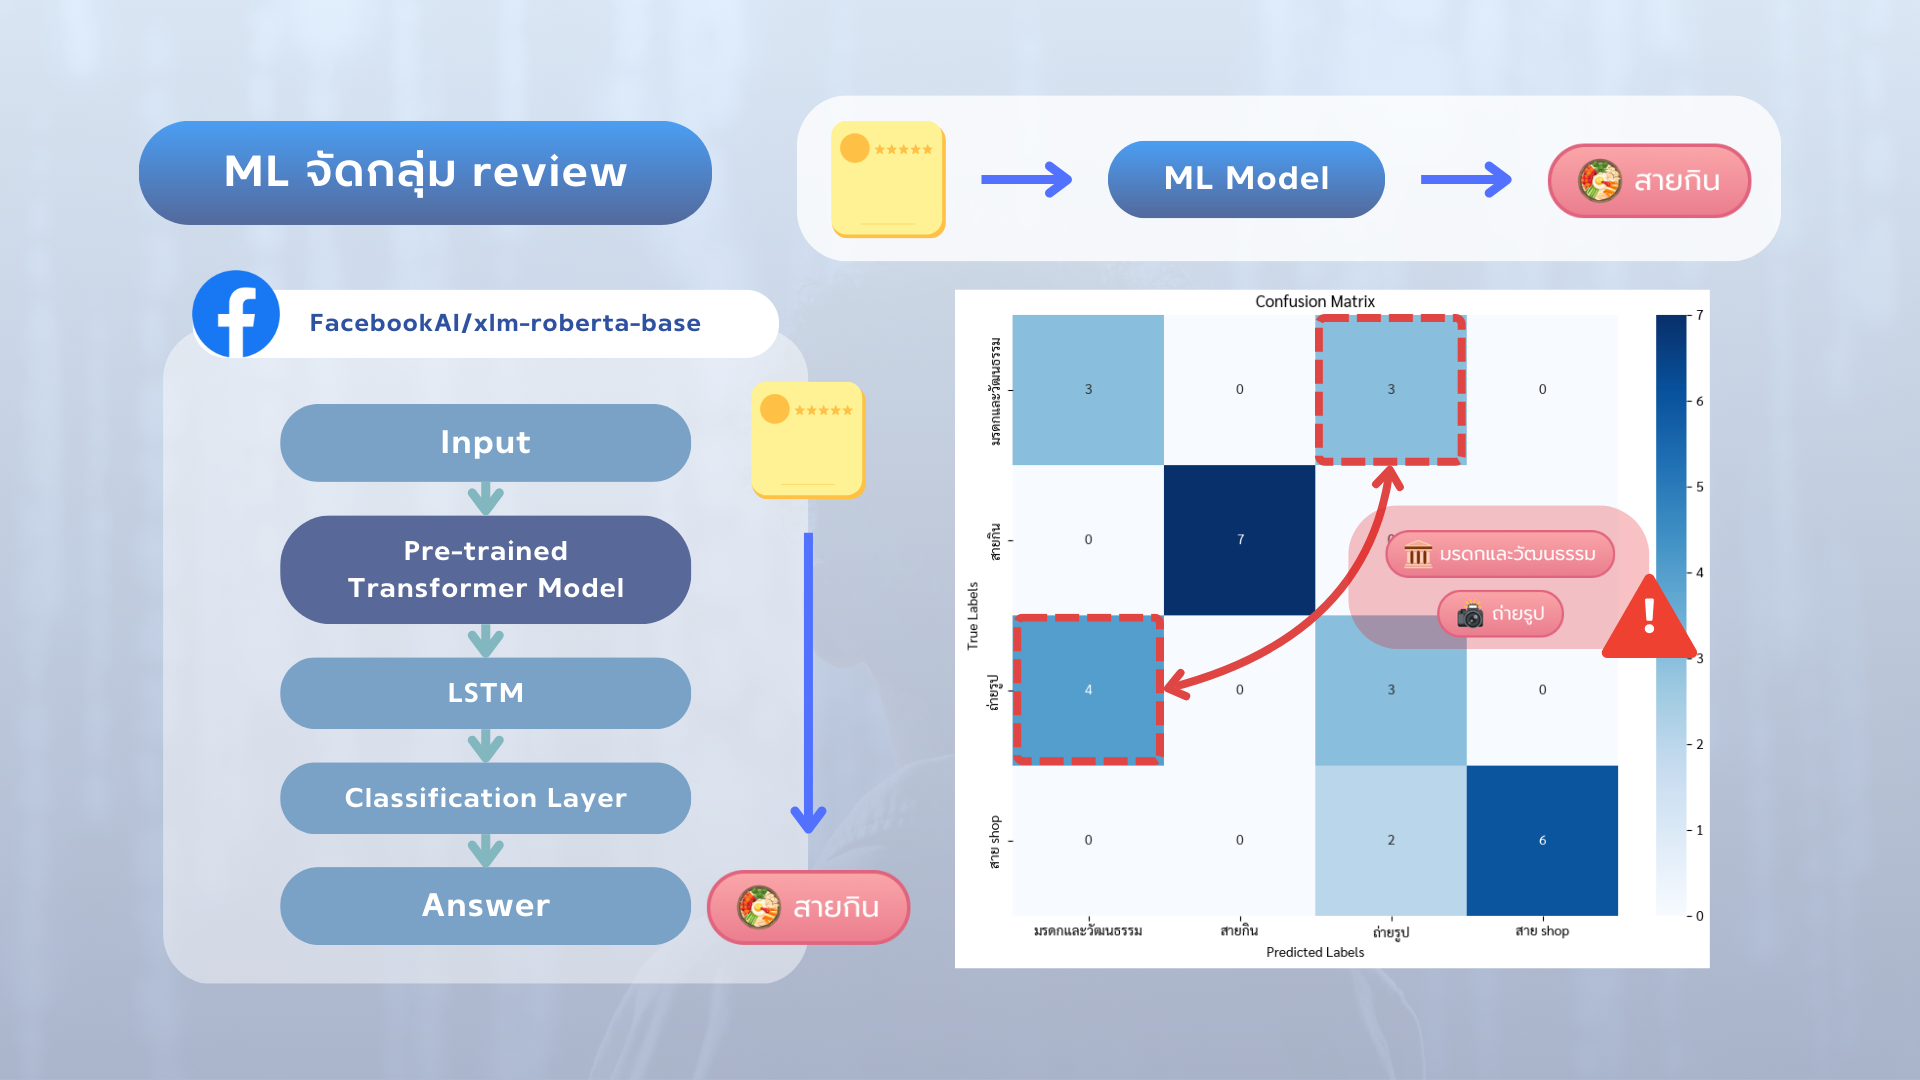 ML จัดกลุ่ม review
ML Model
สายกิน
FacebookAI/xlm-roberta-base
Input
Pre-trained
Transformer Model
LSTM
Classification Layer
Answer
สายกิน
Confusion Matrix
True Labels
มรดกและวัฒนธรรม
สายกิน
ถ่ายรูป
สาย shop
3 0 3 0
0 7 0
4 0 3 0
0 0 2 6
มรดกและวัฒนธรรม
ถ่ายรูป
!
มรดกและวัฒนธรรม สายกิน ถ่ายรูป สาย shop
Predicted Labels
7
6
5
4
3
2
1
0